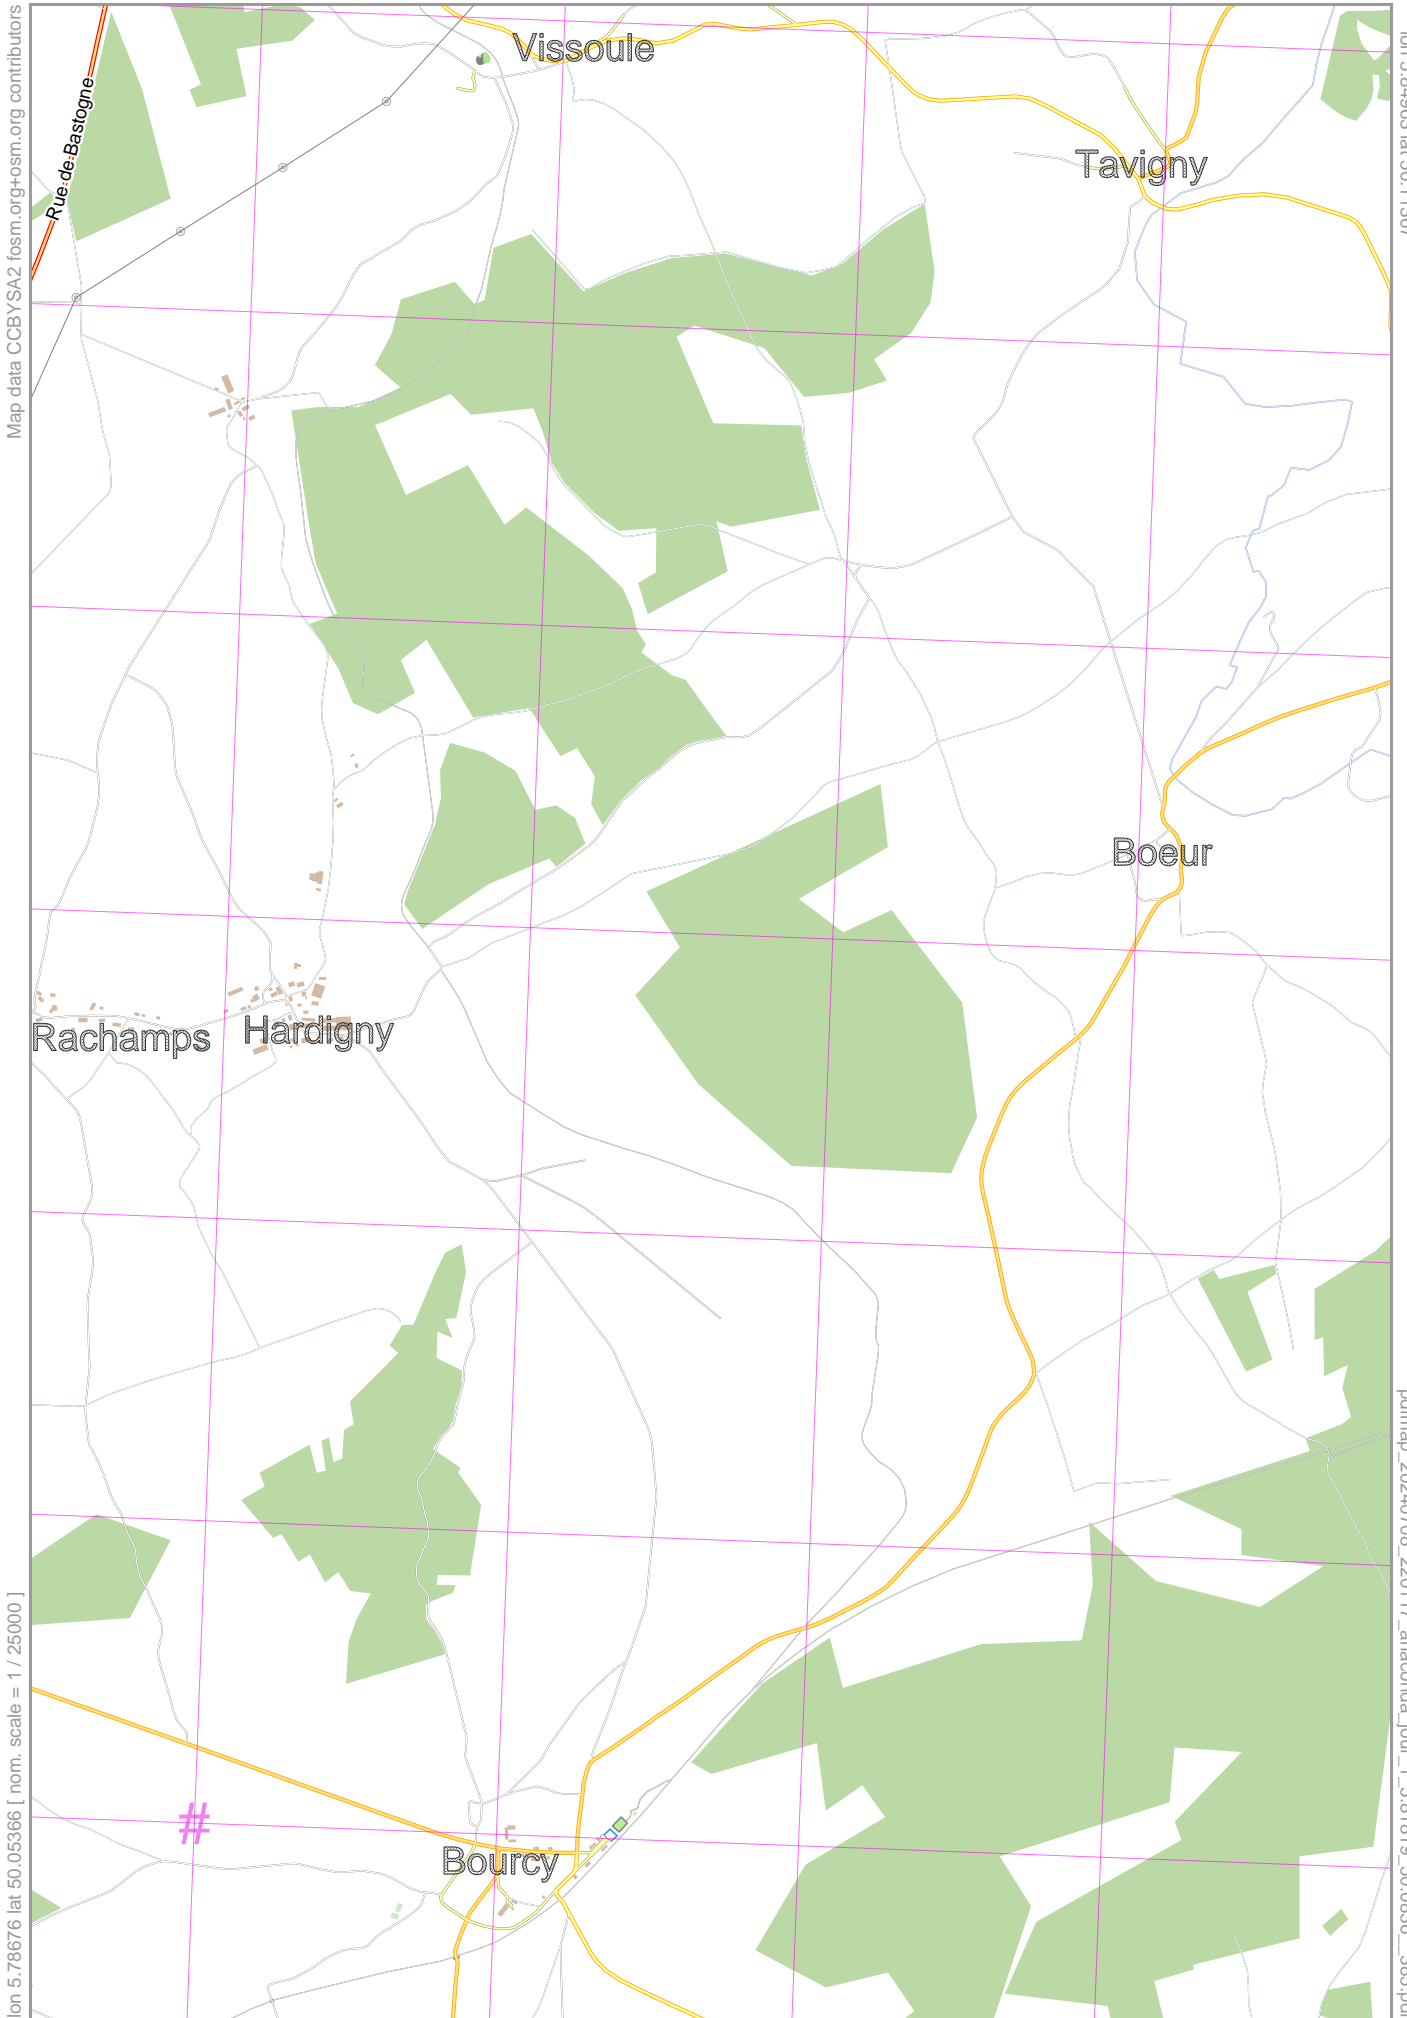 Vissoule
Rue de Bastogne
Tavigny
Map data CCBYSA2 fosm.org+osm.org contributors
Boeur
Rachamps
Hardigny
#
Bourcy
lon 5.78676 lat 50.05366 [ nom. scale = 1 / 25000 ]